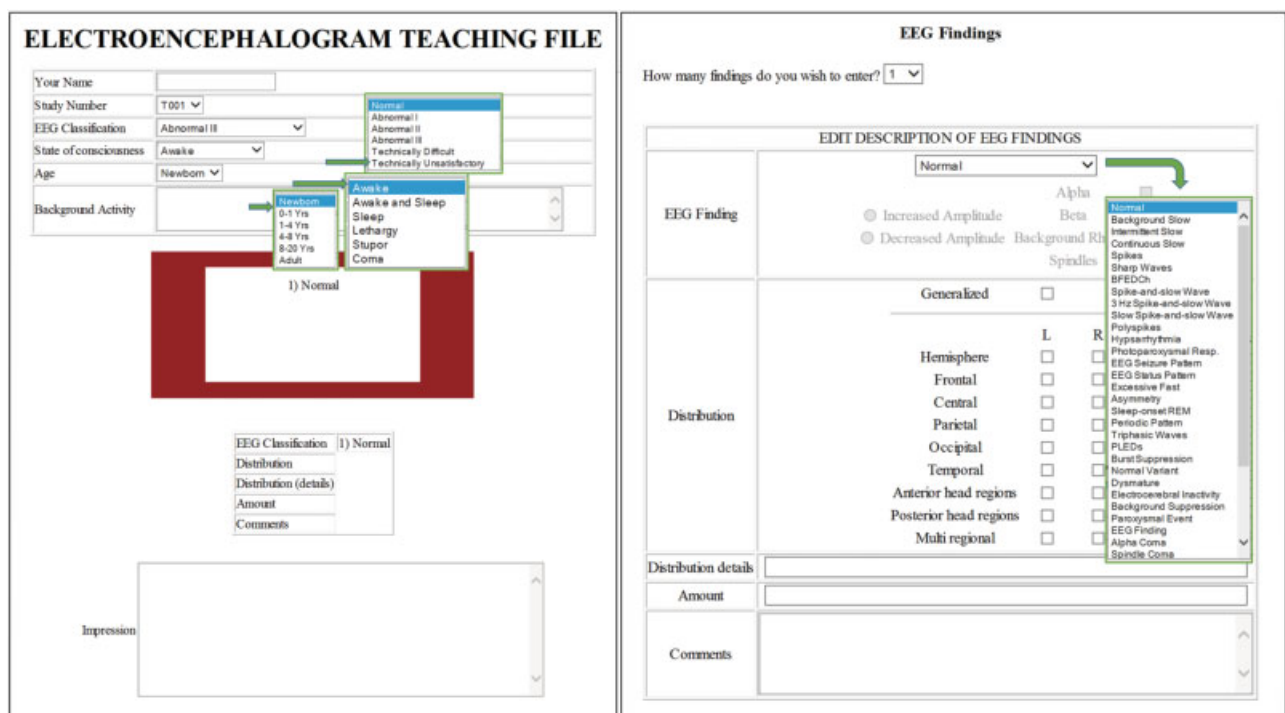 ELECTROENCEPHALOGRAM TEACHING FILE
Your Name
Study Number T001
EEG Classification Abnormal III
State of consciousness Awake
Age Newborn
Background Activity
Normal
Abnormal I
Abnormal II
Abnormal III
Technically Difficult
Technically Unsatisfactory
Newborn
0-1 Yrs
1-4 Yrs
4-8 Yrs
8-20 Yrs
Adult
Awake
Awake and Sleep
Sleep
Lethargy
Stupor
Coma
1) Normal
EEG Classification 1) Normal
Distribution
Distribution (details)
Amount
Comments
Impression
EEG Findings
How many findings do you wish to enter? 1
EDIT DESCRIPTION OF EEG FINDINGS
Normal
EEG Finding
Alpha
Increased Amplitude Beta
Decreased Amplitude Background Rh
Spindles
Normal
Background Slow
Intermittent Slow
Continuous Slow
Spikes
Sharp Waves
BFEDCh
Spike-and-slow Wave
3 Hz Spike-and-slow Wave
Slow Spike-and-slow Wave
Polyspikes
Hypsarrhythmia
Photoparoxysmal Resp.
EEG Seizure Pattern
EEG Status Pattern
Excessive Fast
Asymmetry
Sleep-onset REM
Periodic Pattern
Triphasic Waves
PLEDs
Burst Suppression
Normal Variant
Dysmature
Electrocerebral Inactivity
Background Suppression
Paroxysmal Event
EEG Finding
Alpha Coma
Spindle Coma
Distribution
Generalized
L R
Hemisphere
Frontal
Central
Parietal
Occipital
Temporal
Anterior head regions
Posterior head regions
Multi regional
Distribution details
Amount
Comments